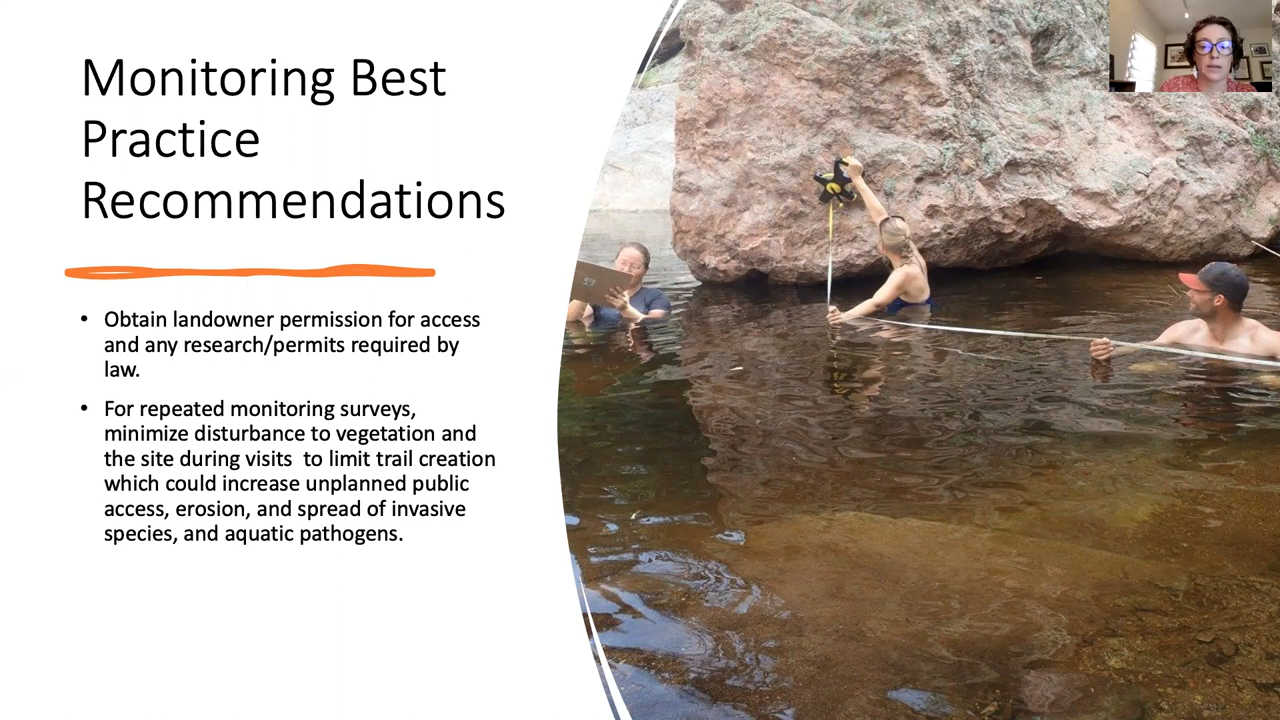 Monitoring Best
Practice
Recommendations
• Obtain landowner permission for access
and any research/permits required by
law.
• For repeated monitoring surveys,
minimize disturbance to vegetation and
the site during visits  to limit trail creation
which could increase unplanned public
access, erosion, and spread of invasive
species, and aquatic pathogens.